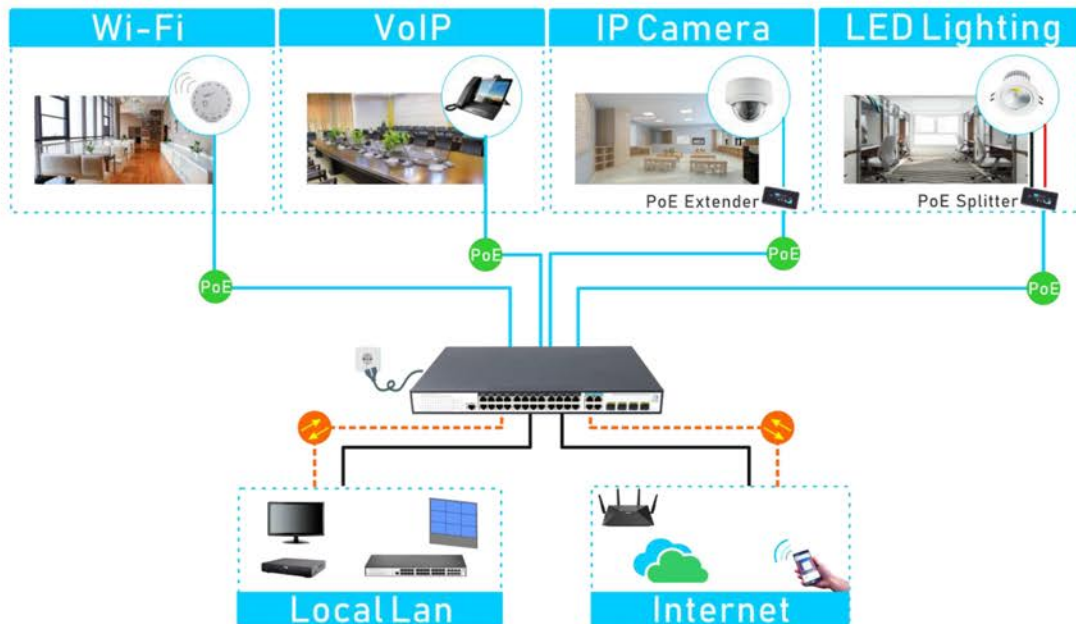 Wi-Fi
VoIP
IP Camera
LED Lighting
PoE Extender
PoE Splitter
PoE
PoE
PoE
PoE
Local Lan
Internet